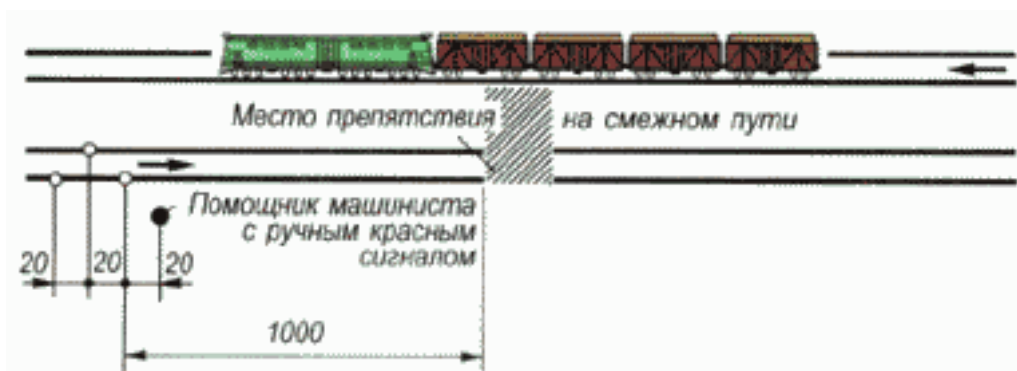 Место препятствия на смежном пути
Помощник машиниста
с ручным красным
сигналом
20 20 20
1000